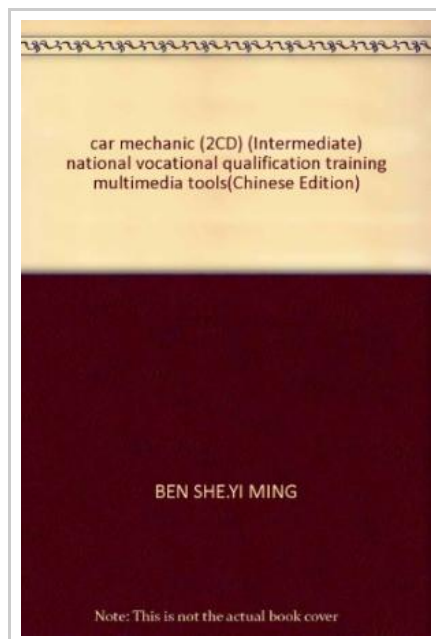 car mechanic (2CD) (Intermediate)
national vocational qualification training
multimedia tools(Chinese Edition)
BEN SHE.YI MING
Note: This is not the actual book cover